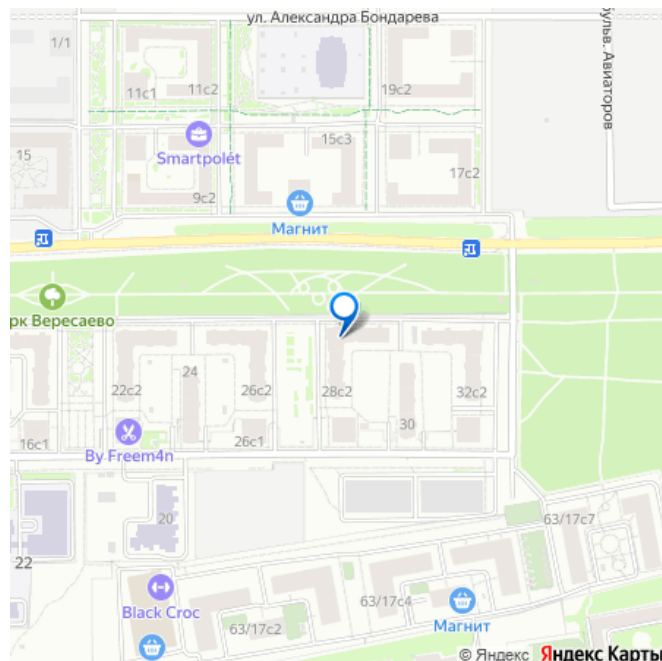 ул. Александра Бондарева
бульв. Авиаторов
1/1
11с1
11с2
19с2
15с3
15
Smartpolёt
9с2
17с2
Магнит
рк Вересаево
24
22с2
26с2
28с2
32с2
30
16с1
26с1
By Freem4n
20
22
63/17с7
Black Croc
63/17с4
63/17с2
Магнит
© Яндекс Яндекс Карты